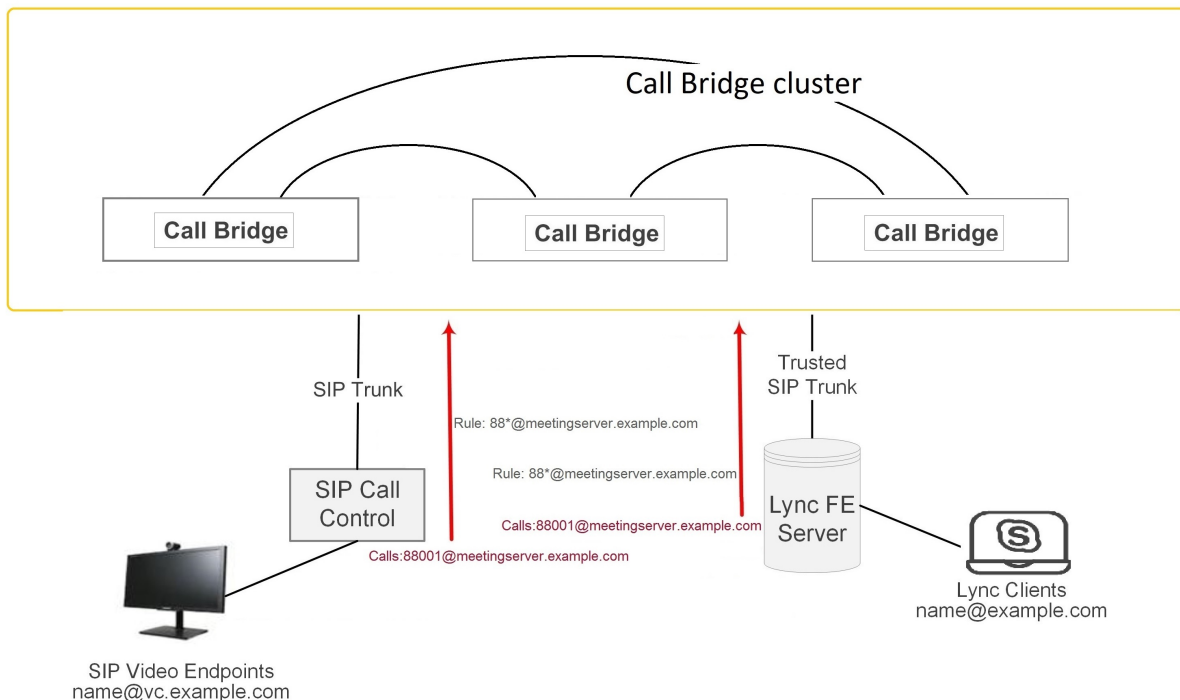 Call Bridge cluster
Call Bridge
Call Bridge
Call Bridge
SIP Trunk
Trusted
SIP Trunk
Rule: 88*@meetingserver.example.com
Rule: 88*@meetingserver.example.com
SIP Call
Control
Lync FE
Server
Calls:88001@meetingserver.example.com
Calls:88001@meetingserver.example.com
Lync Clients
name@example.com
SIP Video Endpoints
name@vc.example.com